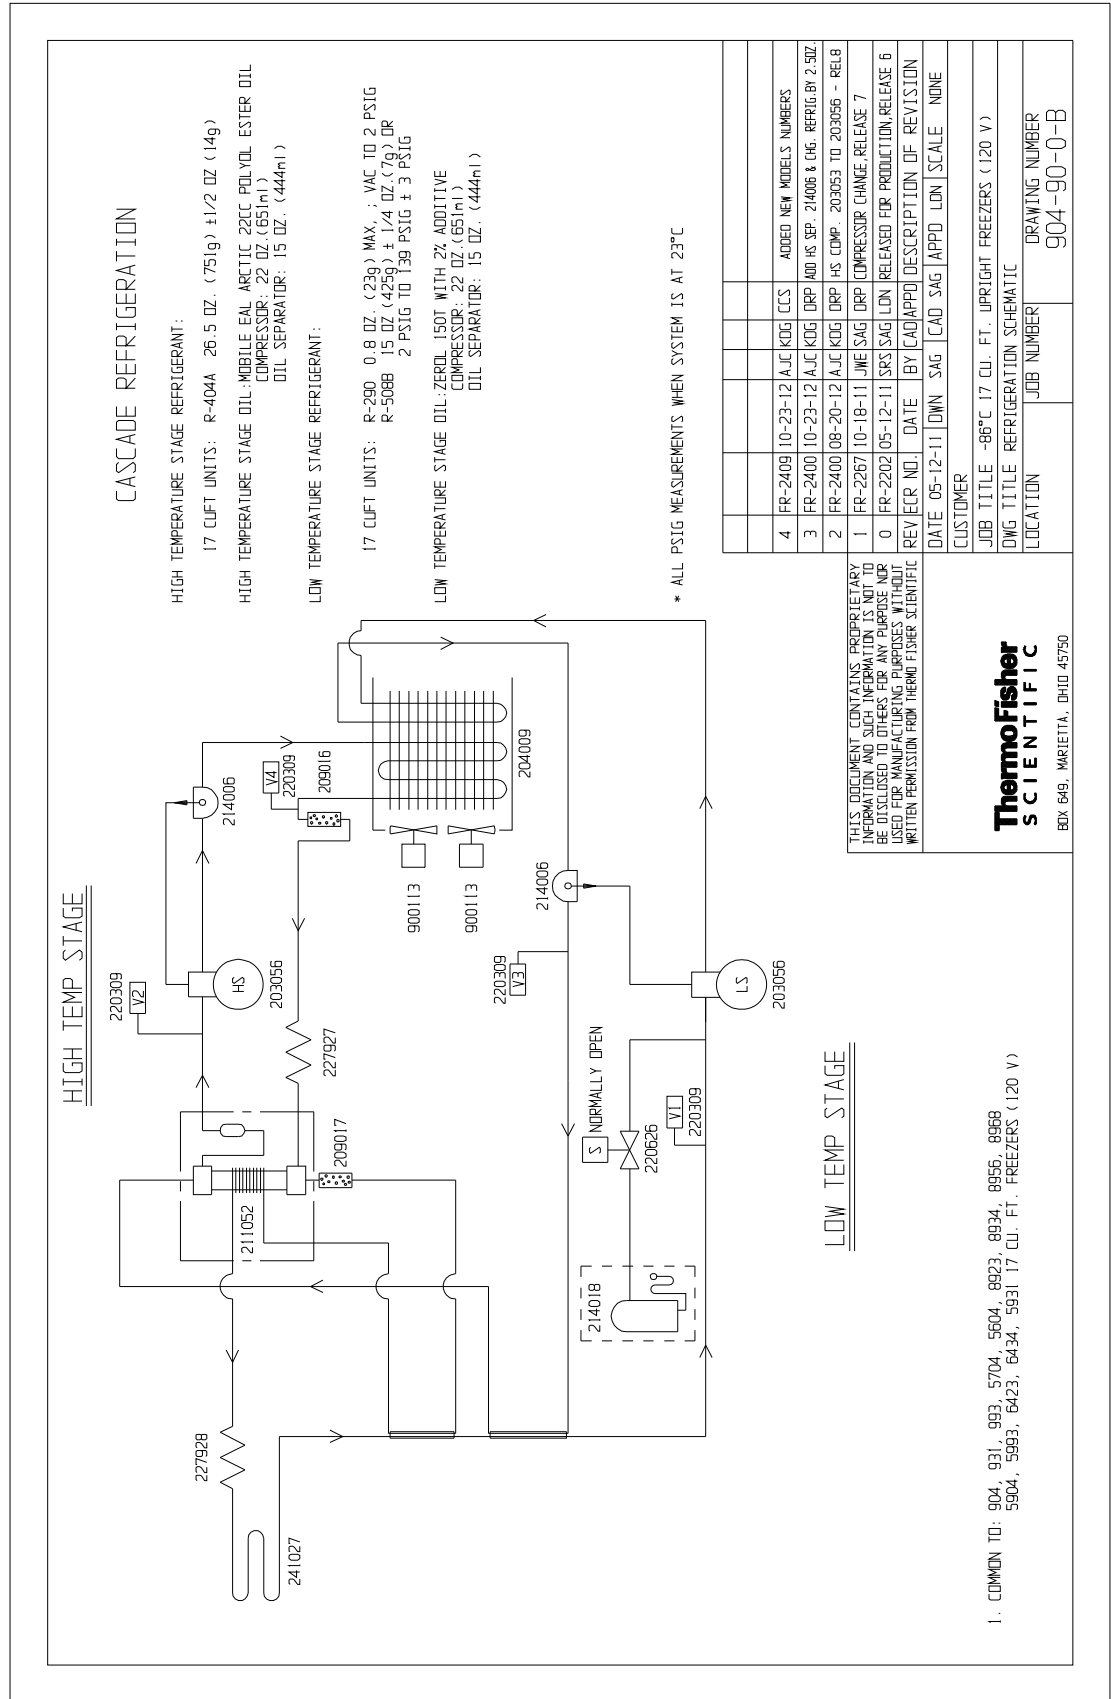 HIGH TEMP STAGE
CASCADE REFRIGERATION
HIGH TEMPERATURE STAGE REFRIGERANT:
17 CUFT UNITS: R-404A 26.5 OZ. (751g) ±1/2 OZ (14g)
HIGH TEMPERATURE STAGE OIL:MOBILE EAL ARCTIC 22CC POLYOL ESTER OIL
COMPRESSOR: 22 OZ.(651ml)
OIL SEPARATOR: 15 OZ. (444ml)
LOW TEMPERATURE STAGE REFRIGERANT:
17 CUFT UNITS: R-290 0.8 OZ. (23g) MAX, ; VAC TO 2 PSIG
R-508B 15 OZ (425g) ± 1/4 OZ.(7g) OR
2 PSIG TO 139 PSIG ± 3 PSIG
LOW TEMPERATURE STAGE OIL:ZEROL 150T WITH 2% ADDITIVE
COMPRESSOR: 22 OZ.(651ml)
OIL SEPARATOR: 15 OZ. (444ml)
* ALL PSIG MEASUREMENTS WHEN SYSTEM IS AT 23°C
220309
V2
HS
203056
214006
V4
220309
209016
227927
209017
211052
227928
241027
204009
900113
900113
214006
220309
V3
S
NORMALLY OPEN
220626
214018
V1
220309
LS
203056
LOW TEMP STAGE
1. COMMON TO: 904, 931, 993, 5704, 5604, 8923, 8934, 8956, 8968
5904, 5993, 6423, 6434, 5931 17 CU. FT. FREEZERS (120 V)
THIS DOCUMENT CONTAINS PROPRIETARY
INFORMATION AND SUCH INFORMATION IS NOT TO
BE DISCLOSED TO OTHERS FOR ANY PURPOSE NOR
USED FOR MANUFACTURING PURPOSES WITHOUT
WRITTEN PERMISSION FROM THERMO FISHER SCIENTIFIC
ThermoFisher
SCIENTIFIC
BOX 649, MARIETTA, OHIO 45750
4 FR-2409 10-23-12 AJC KDG CCS ADDED NEW MODELS NUMBERS
3 FR-2400 10-23-12 AJC KDG DRP ADD HS SEP. 214006 & CHG. REFRIG.BY 2.5OZ.
2 FR-2400 08-20-12 AJC KDG DRP HS COMP. 203053 TO 203056 - REL8
1 FR-2267 10-18-11 JWE SAG DRP COMPRESSOR CHANGE,RELEASE 7
0 FR-2202 05-12-11 SRS SAG LDN RELEASED FOR PRODUCTION,RELEASE 6
REV ECR NO. DATE BY CAD APPD DESCRIPTION OF REVISION
DATE 05-12-11 DWN SAG CAD SAG APPD LDN SCALE NONE
CUSTOMER
JOB TITLE -86°C 17 CU. FT. UPRIGHT FREEZERS (120 V)
DWG TITLE REFRIGERATION SCHEMATIC
LOCATION JOB NUMBER DRAWING NUMBER
904-90-0-B